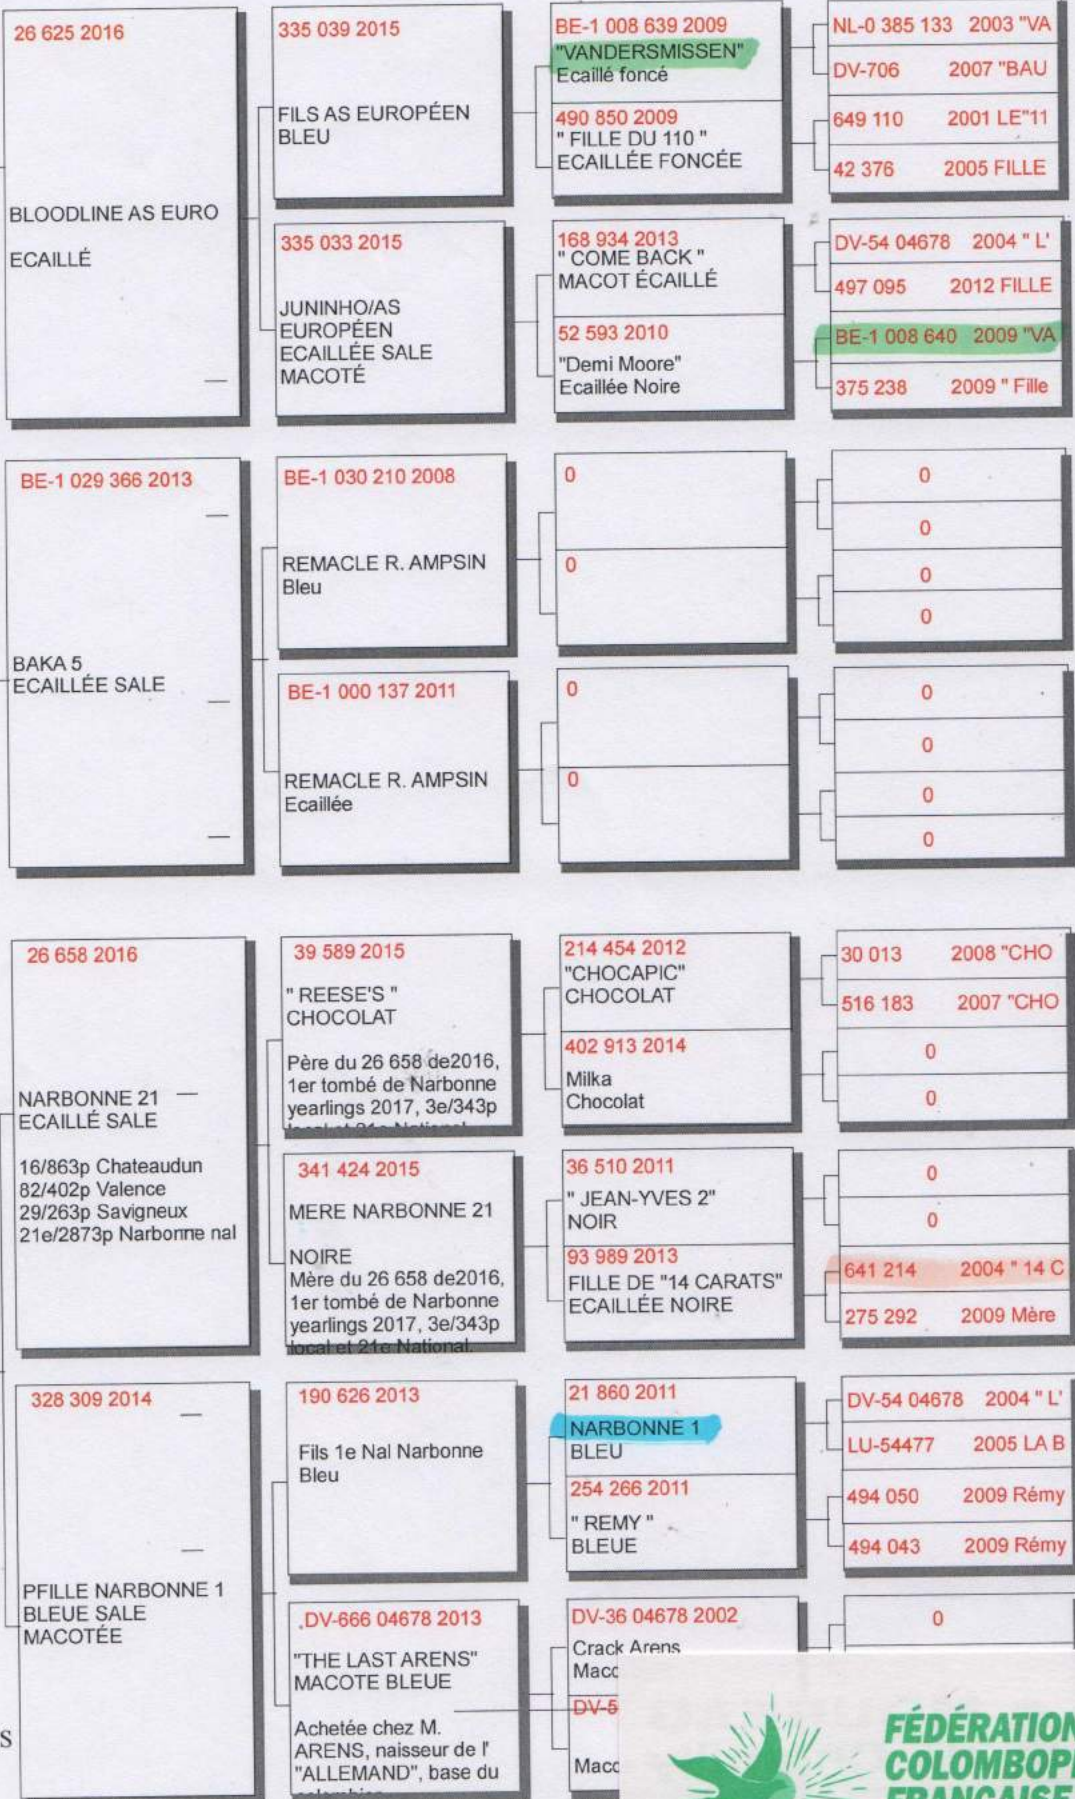 26 625 2016
BLOODLINE AS EURO
ECAILLÉ
335 039 2015
FILS AS EUROPÉEN
BLEU
335 033 2015
JUNINHO/AS
EUROPÉEN
ECAILLÉE SALE
MACOTÉ
BE-1 008 639 2009
"VANDERSMISSEN"
Ecaillé foncé
490 850 2009
" FILLE DU 110 "
ECAILLÉE FONCÉE
168 934 2013
" COME BACK "
MACOT ÉCAILLÉ
52 593 2010
"Demi Moore"
Ecaillée Noire
NL-0 385 133 2003 "VA
DV-706 2007 "BAU
649 110 2001 LE"11
42 376 2005 FILLE
DV-54 04678 2004 " L'
497 095 2012 FILLE
BE-1 008 640 2009 "VA
375 238 2009 " Fille
BE-1 029 366 2013
BAKA 5
ECAILLÉE SALE
BE-1 030 210 2008
REMACLE R. AMPSIN
Bleu
BE-1 000 137 2011
REMACLE R. AMPSIN
Ecaillée
0
0
0
0
0
0
0
0
0
0
0
0
26 658 2016
NARBONNE 21
ECAILLÉ SALE
16/863p Chateaudun
82/402p Valence
29/263p Savigneux
21e/2873p Narbonne nal
39 589 2015
" REESE'S "
CHOCOLAT
Père du 26 658 de2016,
1er tombé de Narbonne
yearlings 2017, 3e/343p
local et 21e National
341 424 2015
MERE NARBONNE 21
NOIRE
Mère du 26 658 de2016,
1er tombé de Narbonne
yearlings 2017, 3e/343p
local et 21e National.
214 454 2012
"CHOCAPIC"
CHOCOLAT
402 913 2014
Milka
Chocolat
36 510 2011
" JEAN-YVES 2"
NOIR
93 989 2013
FILLE DE "14 CARATS"
ECAILLÉE NOIRE
30 013 2008 "CHO
516 183 2007 "CHO
0
0
0
0
641 214 2004 " 14 C
275 292 2009 Mère
328 309 2014
PFILLE NARBONNE 1
BLEUE SALE
MACOTÉE
190 626 2013
Fils 1e Nal Narbonne
Bleu
DV-666 04678 2013
"THE LAST ARENS"
MACOTE BLEUE
Achetée chez M.
ARENS, naisseur de l'
"ALLEMAND", base du
21 860 2011
NARBONNE 1
BLEU
254 266 2011
" REMY "
BLEUE
DV-36 04678 2002
Crack Arens
Maco
DV-5
Maco
DV-54 04678 2004 " L'
LU-54477 2005 LA B
494 050 2009 Rémy
494 043 2009 Rémy
0
S
FÉDÉRATION
COLOMBOPH
FRANÇAISE